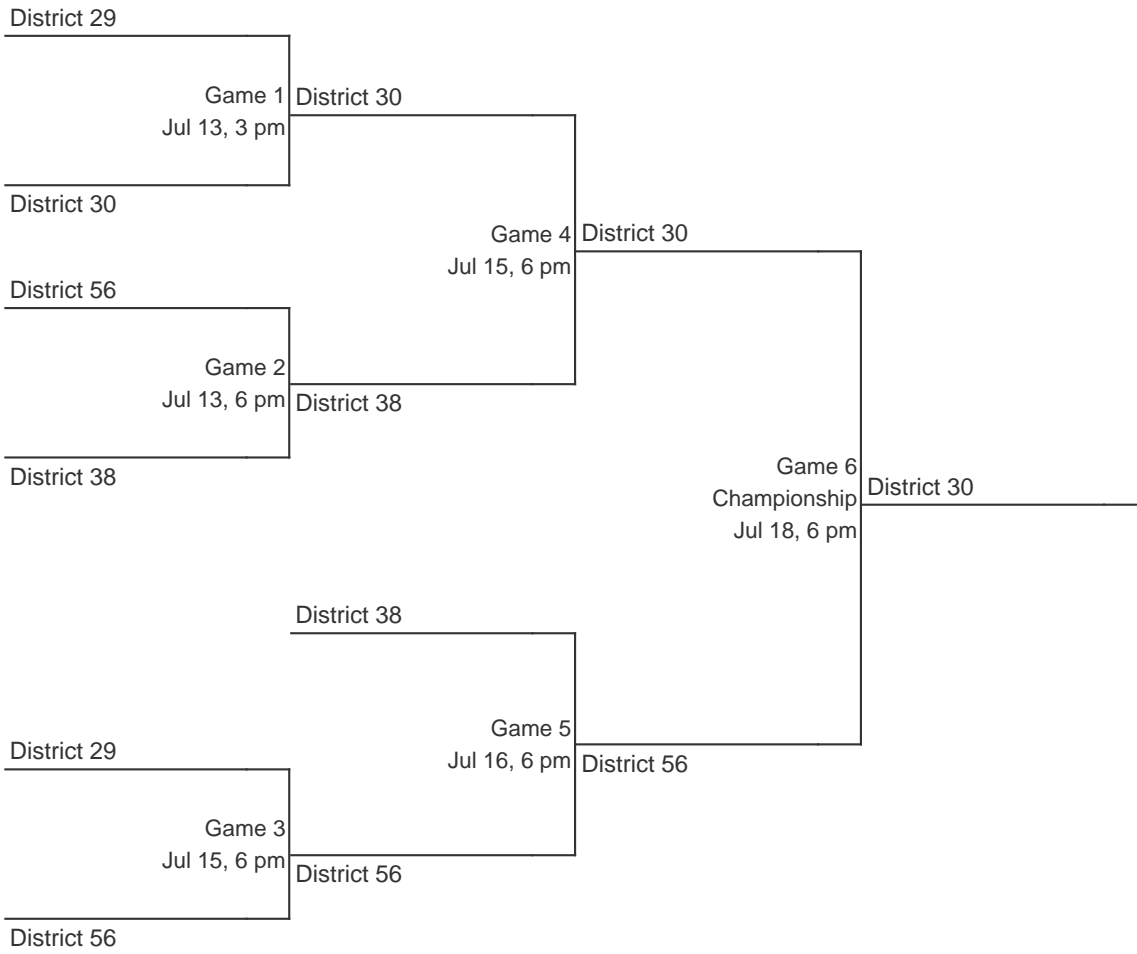 District 29
Game 1
Jul 13, 3 pm
District 30
District 30
District 56
Game 2
Jul 13, 6 pm
District 38
District 38
Game 4
Jul 15, 6 pm
District 30
Game 6
Championship
Jul 18, 6 pm
District 30
District 38
Game 5
Jul 16, 6 pm
District 56
District 29
Game 3
Jul 15, 6 pm
District 56
District 56